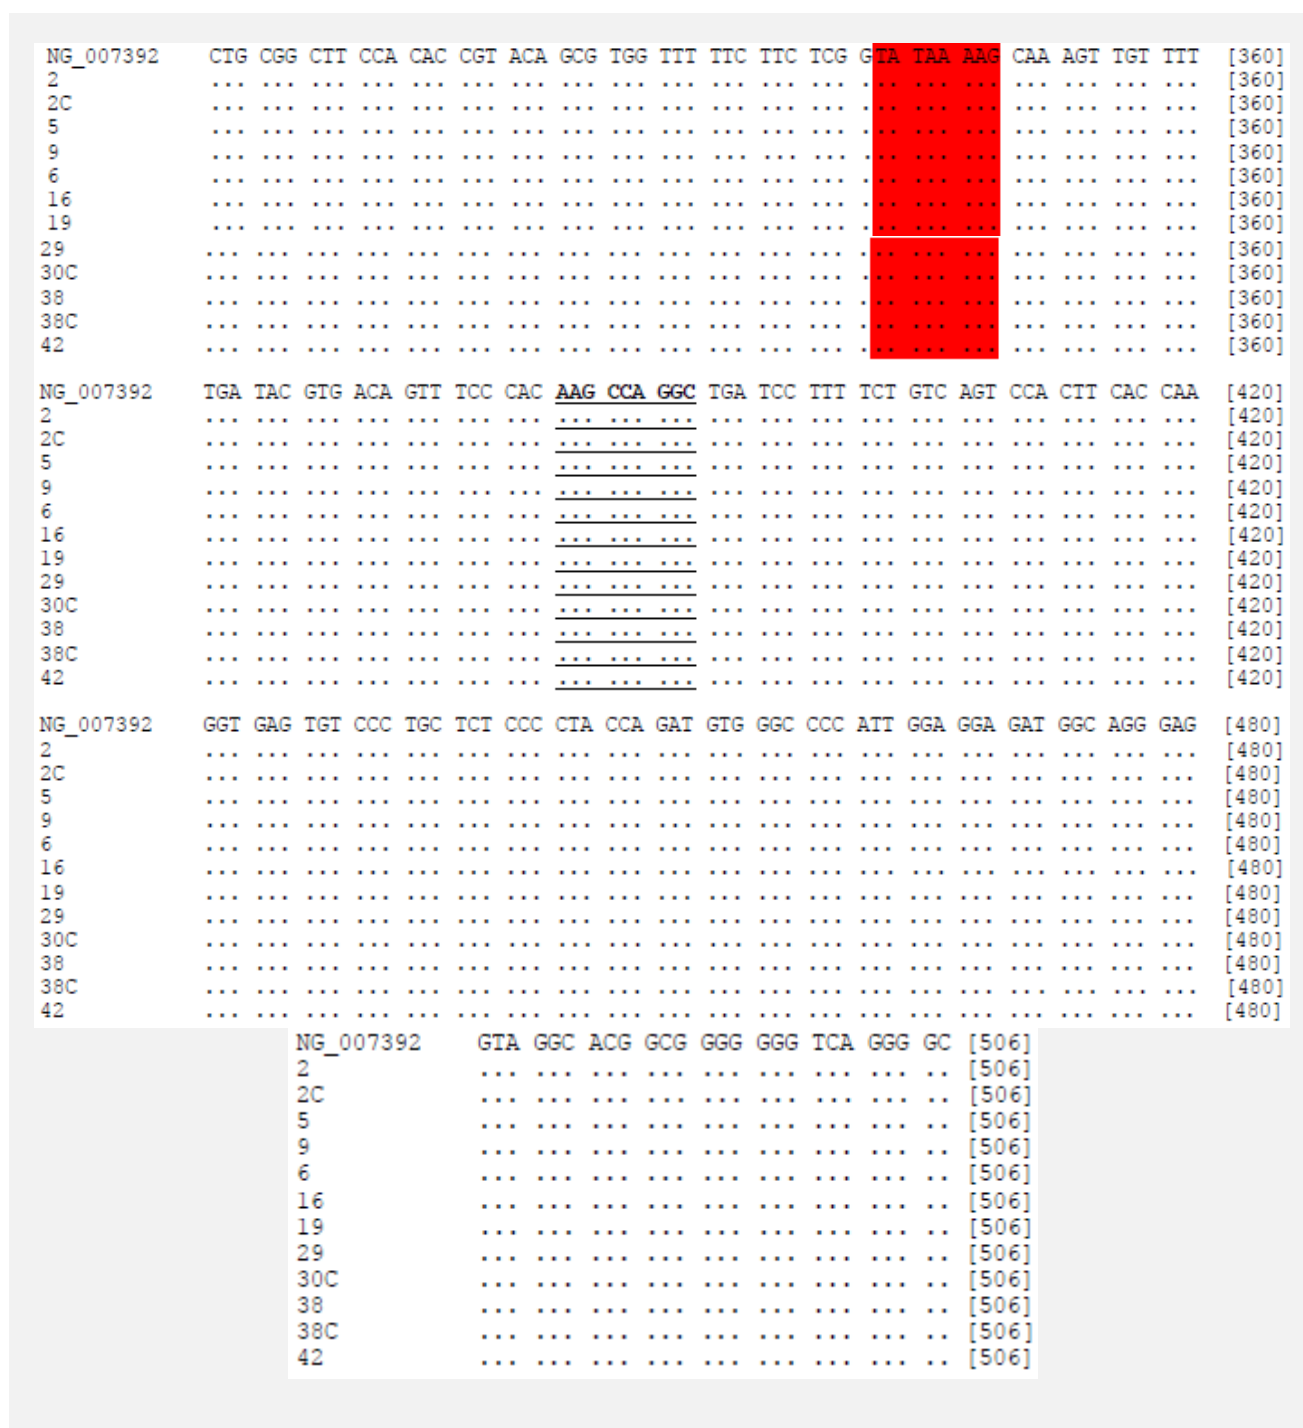 NG_007392 CTG CGG CTT CCA CAC CGT ACA GCG TGG TTT TTC TTC TCG GTA TAA AAG CAA AGT TGT TTT [360]
2 ... ... ... ... ... ... ... ... ... ... ... ... ... ... ... ... ... ... ... ... [360]
2C ... ... ... ... ... ... ... ... ... ... ... ... ... ... ... ... ... ... ... ... [360]
5 ... ... ... ... ... ... ... ... ... ... ... ... ... ... ... ... ... ... ... ... [360]
9 ... ... ... ... ... ... ... ... ... ... ... ... ... ... ... ... ... ... ... ... [360]
6 ... ... ... ... ... ... ... ... ... ... ... ... ... ... ... ... ... ... ... ... [360]
16 ... ... ... ... ... ... ... ... ... ... ... ... ... ... ... ... ... ... ... ... [360]
19 ... ... ... ... ... ... ... ... ... ... ... ... ... ... ... ... ... ... ... ... [360]
29 ... ... ... ... ... ... ... ... ... ... ... ... ... ... ... ... ... ... ... ... [360]
30C ... ... ... ... ... ... ... ... ... ... ... ... ... ... ... ... ... ... ... ... [360]
38 ... ... ... ... ... ... ... ... ... ... ... ... ... ... ... ... ... ... ... ... [360]
38C ... ... ... ... ... ... ... ... ... ... ... ... ... ... ... ... ... ... ... ... [360]
42 ... ... ... ... ... ... ... ... ... ... ... ... ... ... ... ... ... ... ... ... [360]
NG_007392 TGA TAC GTG ACA GTT TCC CAC AAG CCA GGC TGA TCC TTT TCT GTC AGT CCA CTT CAC CAA [420]
2 ... ... ... ... ... ... ... ... ... ... ... ... ... ... ... ... ... ... ... ... [420]
2C ... ... ... ... ... ... ... ... ... ... ... ... ... ... ... ... ... ... ... ... [420]
5 ... ... ... ... ... ... ... ... ... ... ... ... ... ... ... ... ... ... ... ... [420]
9 ... ... ... ... ... ... ... ... ... ... ... ... ... ... ... ... ... ... ... ... [420]
6 ... ... ... ... ... ... ... ... ... ... ... ... ... ... ... ... ... ... ... ... [420]
16 ... ... ... ... ... ... ... ... ... ... ... ... ... ... ... ... ... ... ... ... [420]
19 ... ... ... ... ... ... ... ... ... ... ... ... ... ... ... ... ... ... ... ... [420]
29 ... ... ... ... ... ... ... ... ... ... ... ... ... ... ... ... ... ... ... ... [420]
30C ... ... ... ... ... ... ... ... ... ... ... ... ... ... ... ... ... ... ... ... [420]
38 ... ... ... ... ... ... ... ... ... ... ... ... ... ... ... ... ... ... ... ... [420]
38C ... ... ... ... ... ... ... ... ... ... ... ... ... ... ... ... ... ... ... ... [420]
42 ... ... ... ... ... ... ... ... ... ... ... ... ... ... ... ... ... ... ... ... [420]
NG_007392 GGT GAG TGT CCC TGC TCT CCC CTA CCA GAT GTG GGC CCC ATT GGA GGA GAT GGC AGG GAG [480]
2 ... ... ... ... ... ... ... ... ... ... ... ... ... ... ... ... ... ... ... ... [480]
2C ... ... ... ... ... ... ... ... ... ... ... ... ... ... ... ... ... ... ... ... [480]
5 ... ... ... ... ... ... ... ... ... ... ... ... ... ... ... ... ... ... ... ... [480]
9 ... ... ... ... ... ... ... ... ... ... ... ... ... ... ... ... ... ... ... ... [480]
6 ... ... ... ... ... ... ... ... ... ... ... ... ... ... ... ... ... ... ... ... [480]
16 ... ... ... ... ... ... ... ... ... ... ... ... ... ... ... ... ... ... ... ... [480]
19 ... ... ... ... ... ... ... ... ... ... ... ... ... ... ... ... ... ... ... ... [480]
29 ... ... ... ... ... ... ... ... ... ... ... ... ... ... ... ... ... ... ... ... [480]
30C ... ... ... ... ... ... ... ... ... ... ... ... ... ... ... ... ... ... ... ... [480]
38 ... ... ... ... ... ... ... ... ... ... ... ... ... ... ... ... ... ... ... ... [480]
38C ... ... ... ... ... ... ... ... ... ... ... ... ... ... ... ... ... ... ... ... [480]
42 ... ... ... ... ... ... ... ... ... ... ... ... ... ... ... ... ... ... ... ... [480]
NG_007392 GTA GGC ACG GCG GGG GGG TCA GGG GC [506]
2 ... ... ... ... ... ... ... ... .. [506]
2C ... ... ... ... ... ... ... ... .. [506]
5 ... ... ... ... ... ... ... ... .. [506]
9 ... ... ... ... ... ... ... ... .. [506]
6 ... ... ... ... ... ... ... ... .. [506]
16 ... ... ... ... ... ... ... ... .. [506]
19 ... ... ... ... ... ... ... ... .. [506]
29 ... ... ... ... ... ... ... ... .. [506]
30C ... ... ... ... ... ... ... ... .. [506]
38 ... ... ... ... ... ... ... ... .. [506]
38C ... ... ... ... ... ... ... ... .. [506]
42 ... ... ... ... ... ... ... ... .. [506]